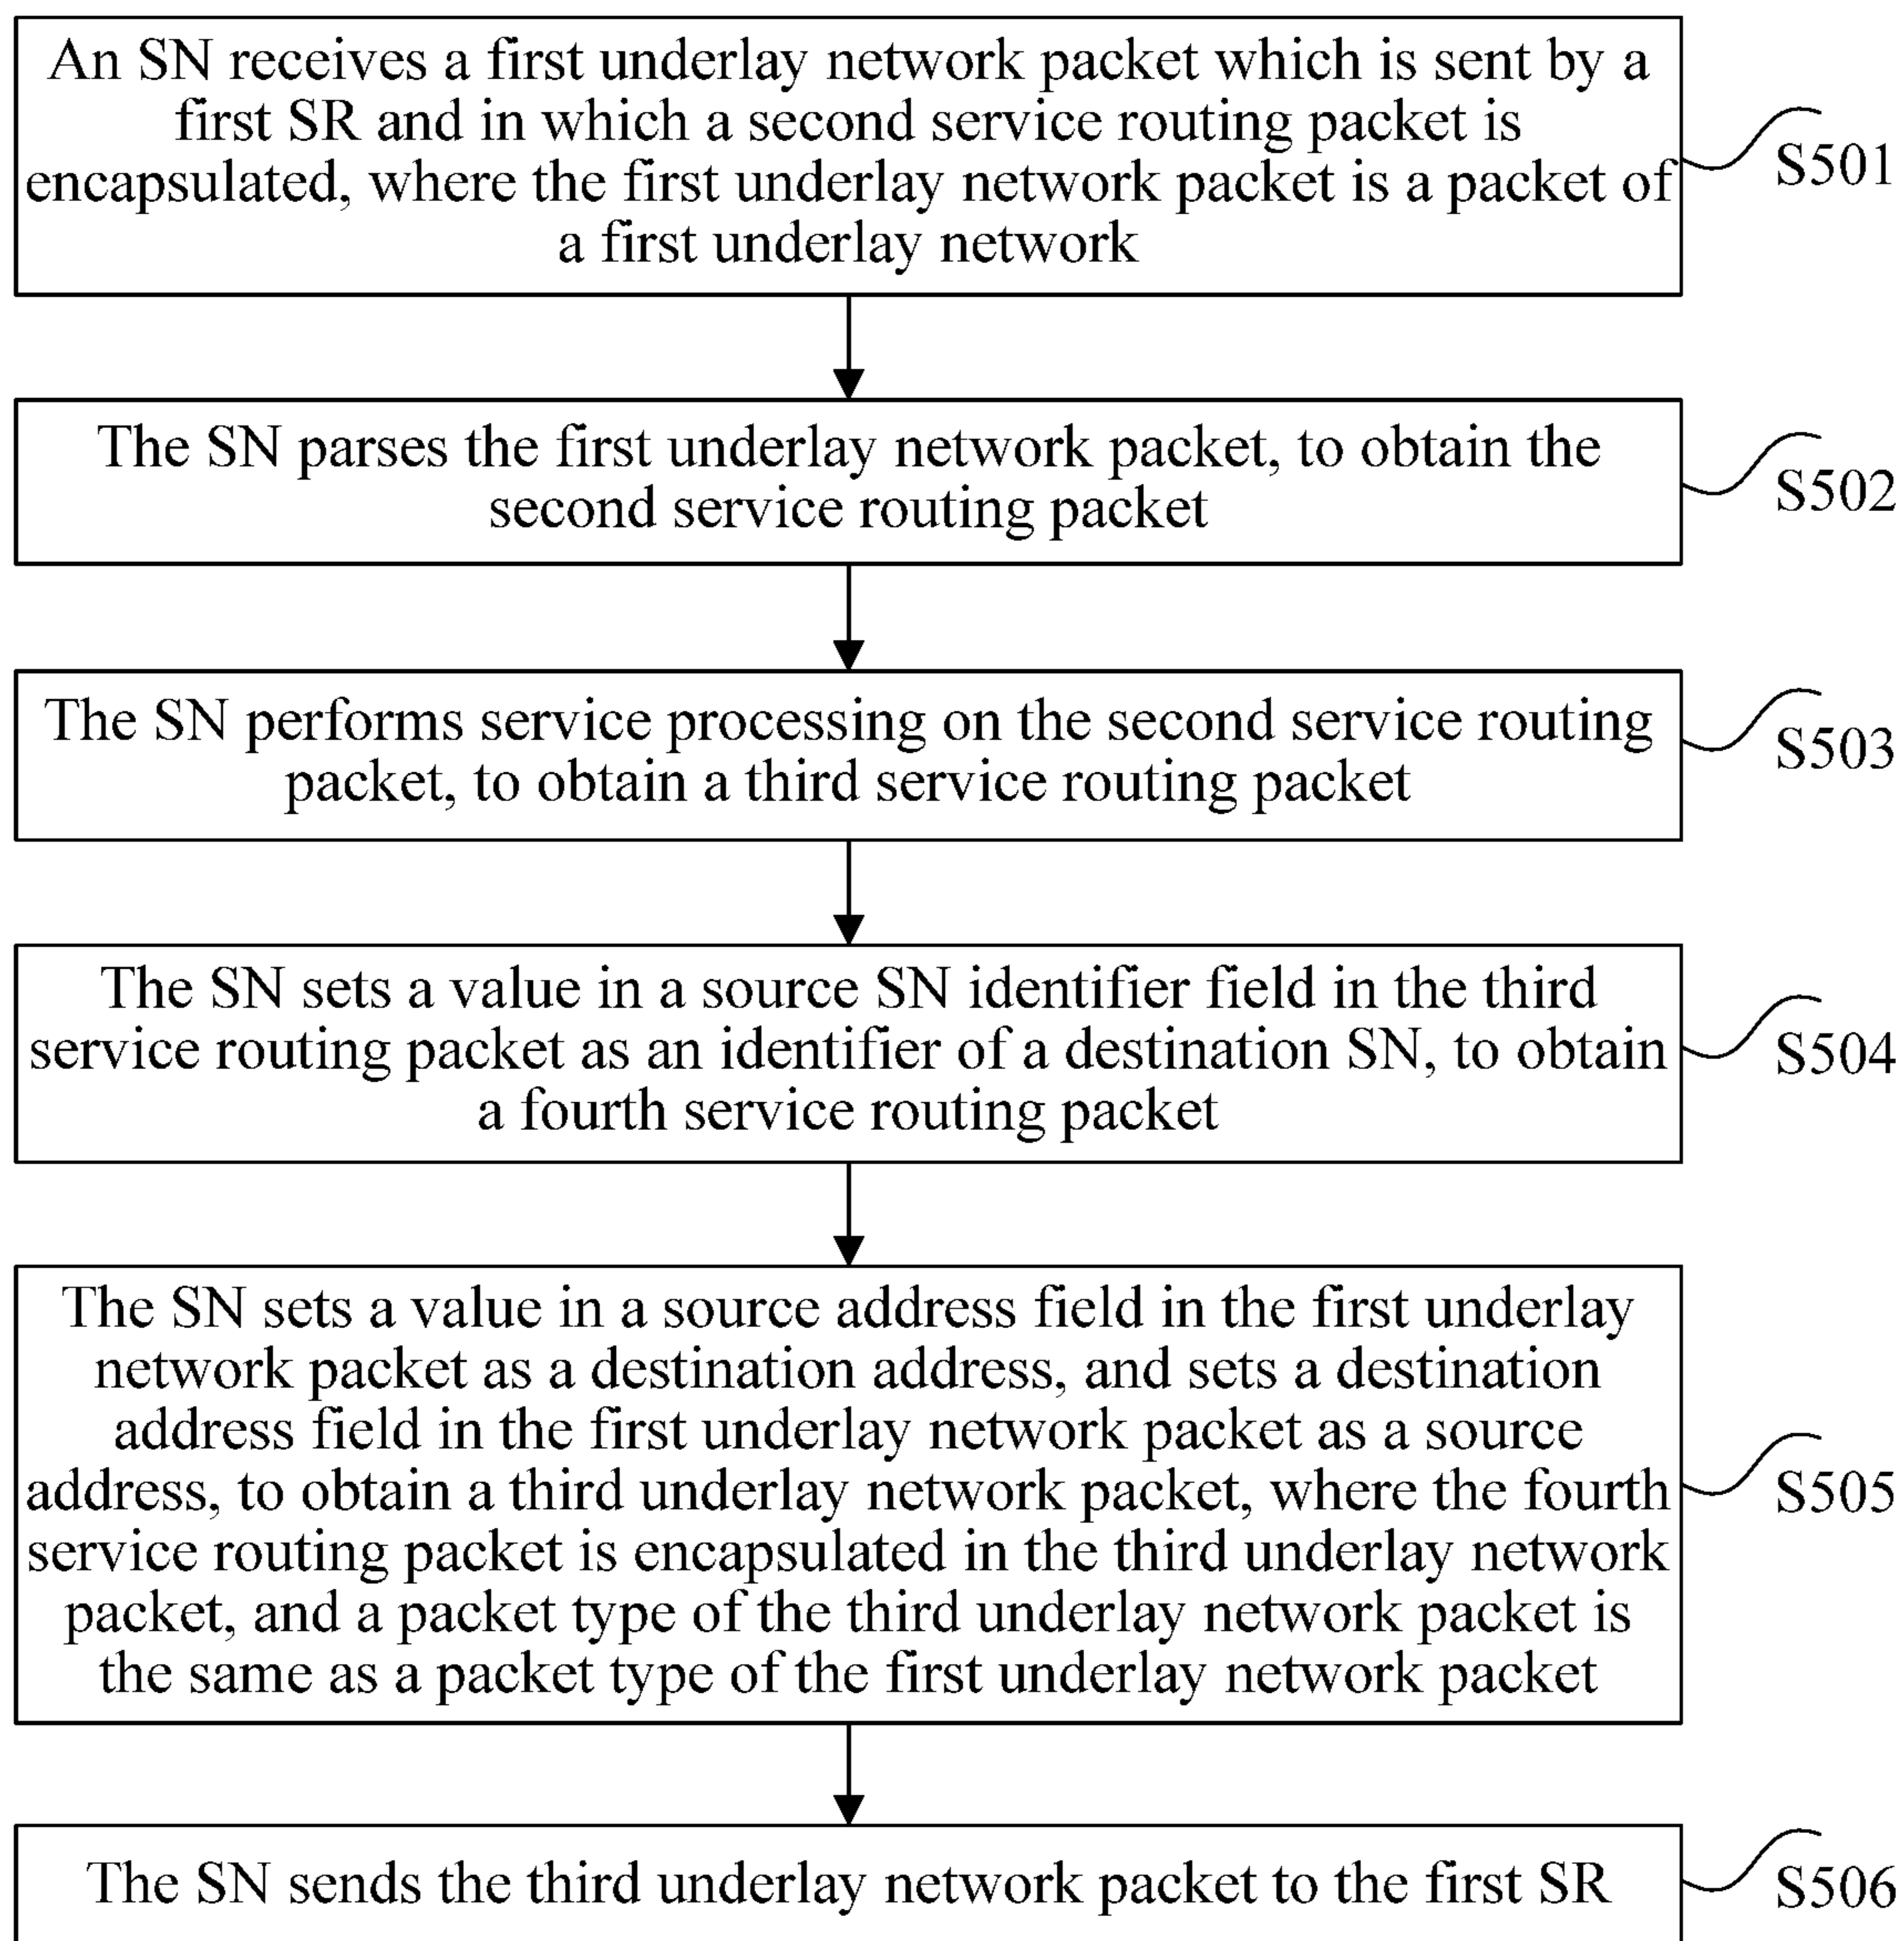 An SN receives a first underlay network packet which is sent by a
first SR and in which a second service routing packet is
encapsulated, where the first underlay network packet is a packet of
a first underlay network
S501
The SN parses the first underlay network packet, to obtain the
second service routing packet
S502
The SN performs service processing on the second service routing
packet, to obtain a third service routing packet
S503
The SN sets a value in a source SN identifier field in the third
service routing packet as an identifier of a destination SN, to obtain
a fourth service routing packet
S504
The SN sets a value in a source address field in the first underlay
network packet as a destination address, and sets a destination
address field in the first underlay network packet as a source
address, to obtain a third underlay network packet, where the fourth
service routing packet is encapsulated in the third underlay network
packet, and a packet type of the third underlay network packet is
the same as a packet type of the first underlay network packet
S505
The SN sends the third underlay network packet to the first SR
S506